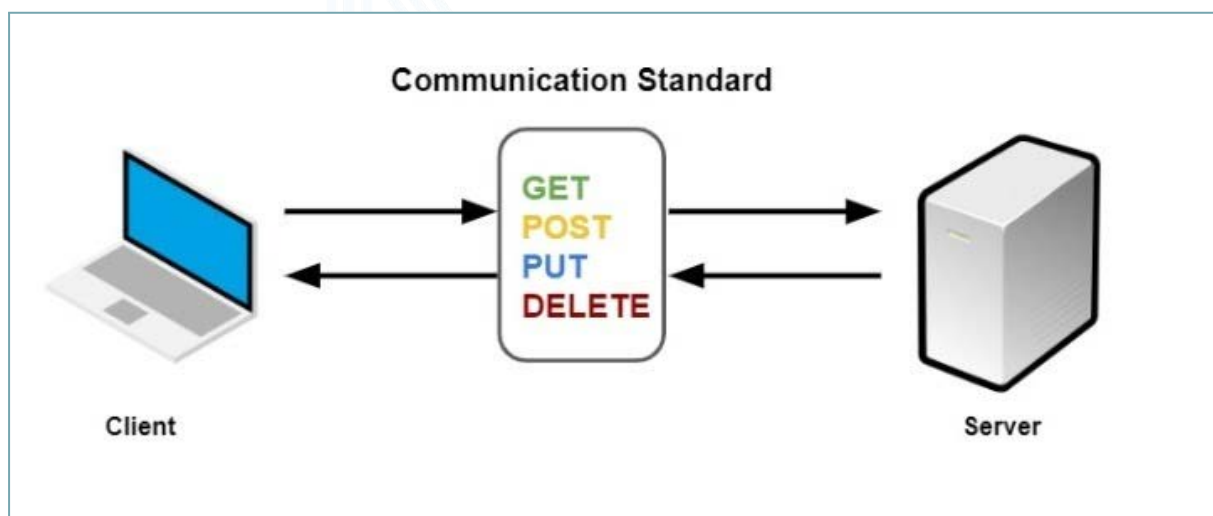 Communication Standard
GET
POST
PUT
DELETE
Client
Server